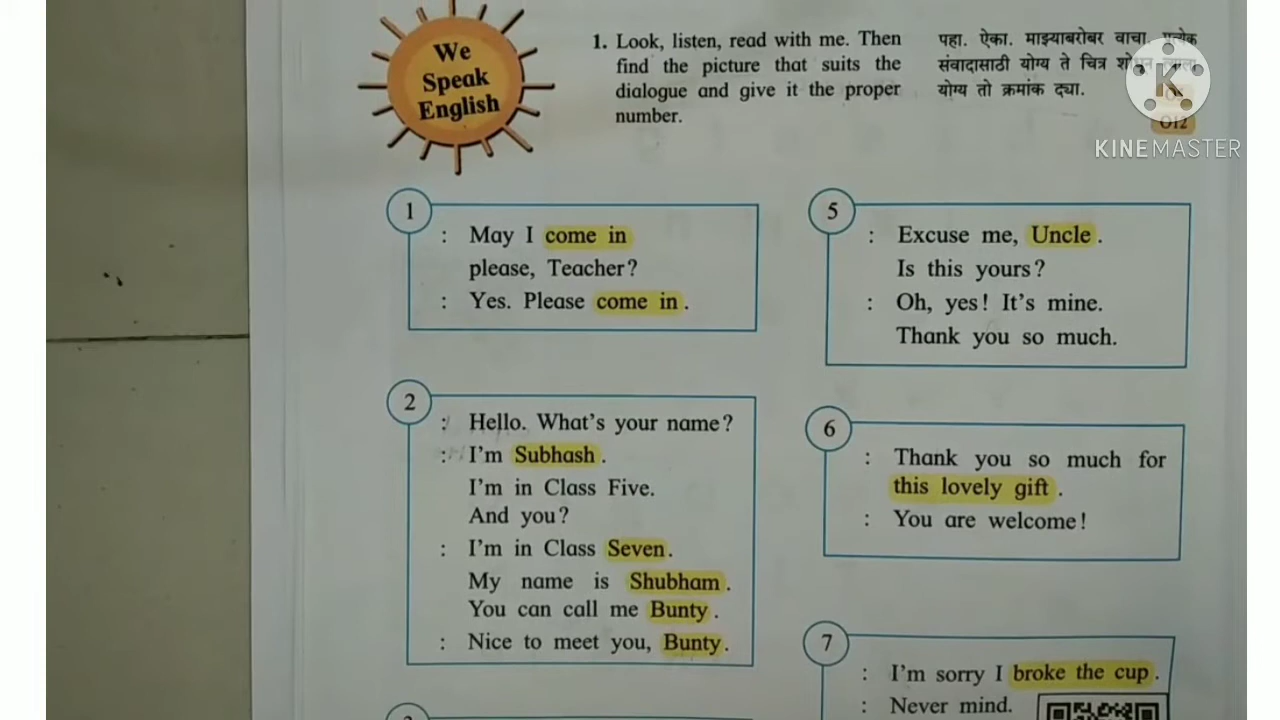 We
Speak
English
1. Look, listen, read with me. Then
find the picture that suits the
dialogue and give it the proper
number.
पहा. ऐका. माझ्याबरोबर वाचा. प्रत्येक
संवादासाठी योग्य ते चित्र
योग्य तो क्रमांक द्या.
012
KINEMASTER
1
: May I come in
please, Teacher?
: Yes. Please come in.
2
: Hello. What's your name?
: I'm Subhash.
I'm in Class Five.
And you?
: I'm in Class Seven.
My name is Shubham.
You can call me Bunty.
: Nice to meet you, Bunty.
5
: Excuse me, Uncle.
Is this yours?
: Oh, yes! It's mine.
Thank you so much.
6
: Thank you so much for
this lovely gift.
: You are welcome!
7
: I'm sorry I broke the cup.
: Never mind.